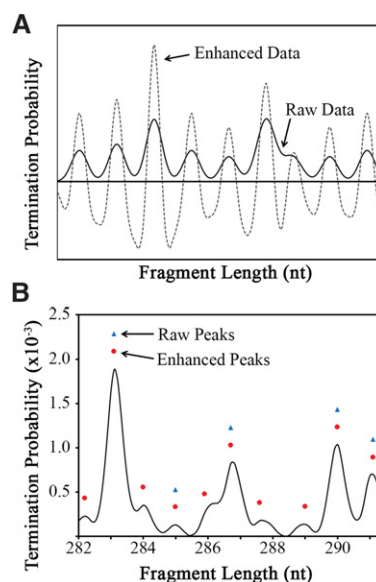 A
Termination Probability
Enhanced Data
Raw Data
Fragment Length (nt)
B
Termination Probability (x10⁻³)
2.5
2.0
1.5
1.0
0.5
Raw Peaks
Enhanced Peaks
282 284 286 288 290
Fragment Length (nt)